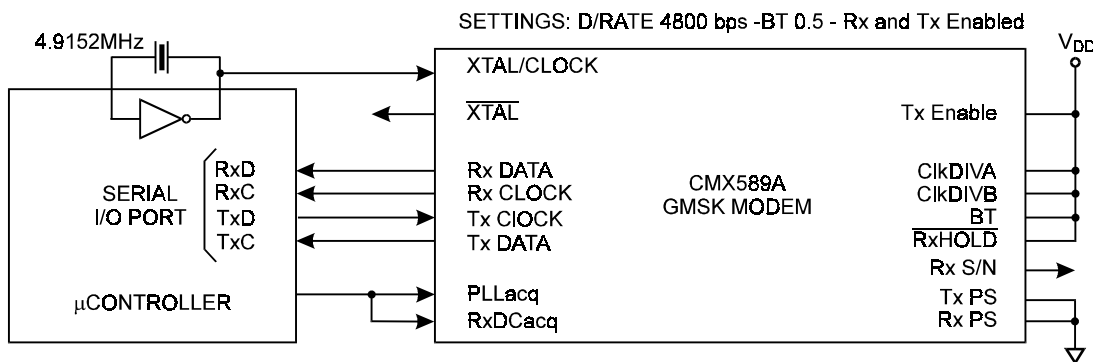 SETTINGS: D/RATE 4800 bps -BT 0.5 - Rx and Tx Enabled
4.9152MHz
VDD
XTAL/CLOCK
XTAL
Tx Enable
RxD
RxC
TxD
TxC
SERIAL
I/O PORT
Rx DATA
Rx CLOCK
Tx ClOCK
Tx DATA
CMX589A
GMSK MODEM
ClkDIVA
ClkDIVB
BT
RxHOLD
Rx S/N
μCONTROLLER
PLLacq
RxDCacq
Tx PS
Rx PS